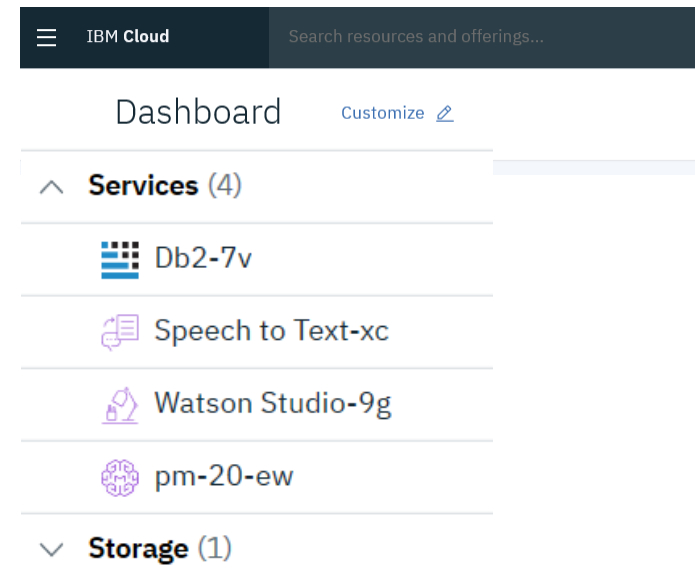 IBM Cloud Search resources and offerings...
Dashboard Customize
Services (4)
Db2-7v
Speech to Text-xc
Watson Studio-9g
pm-20-ew
Storage (1)